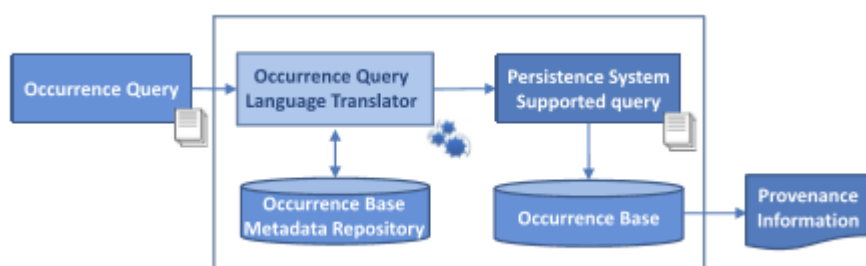 Occurrence Query
Occurrence Query
Language Translator
Persistence System
Supported query
Occurrence Base
Metadata Repository
Occurrence Base
Provenance
Information